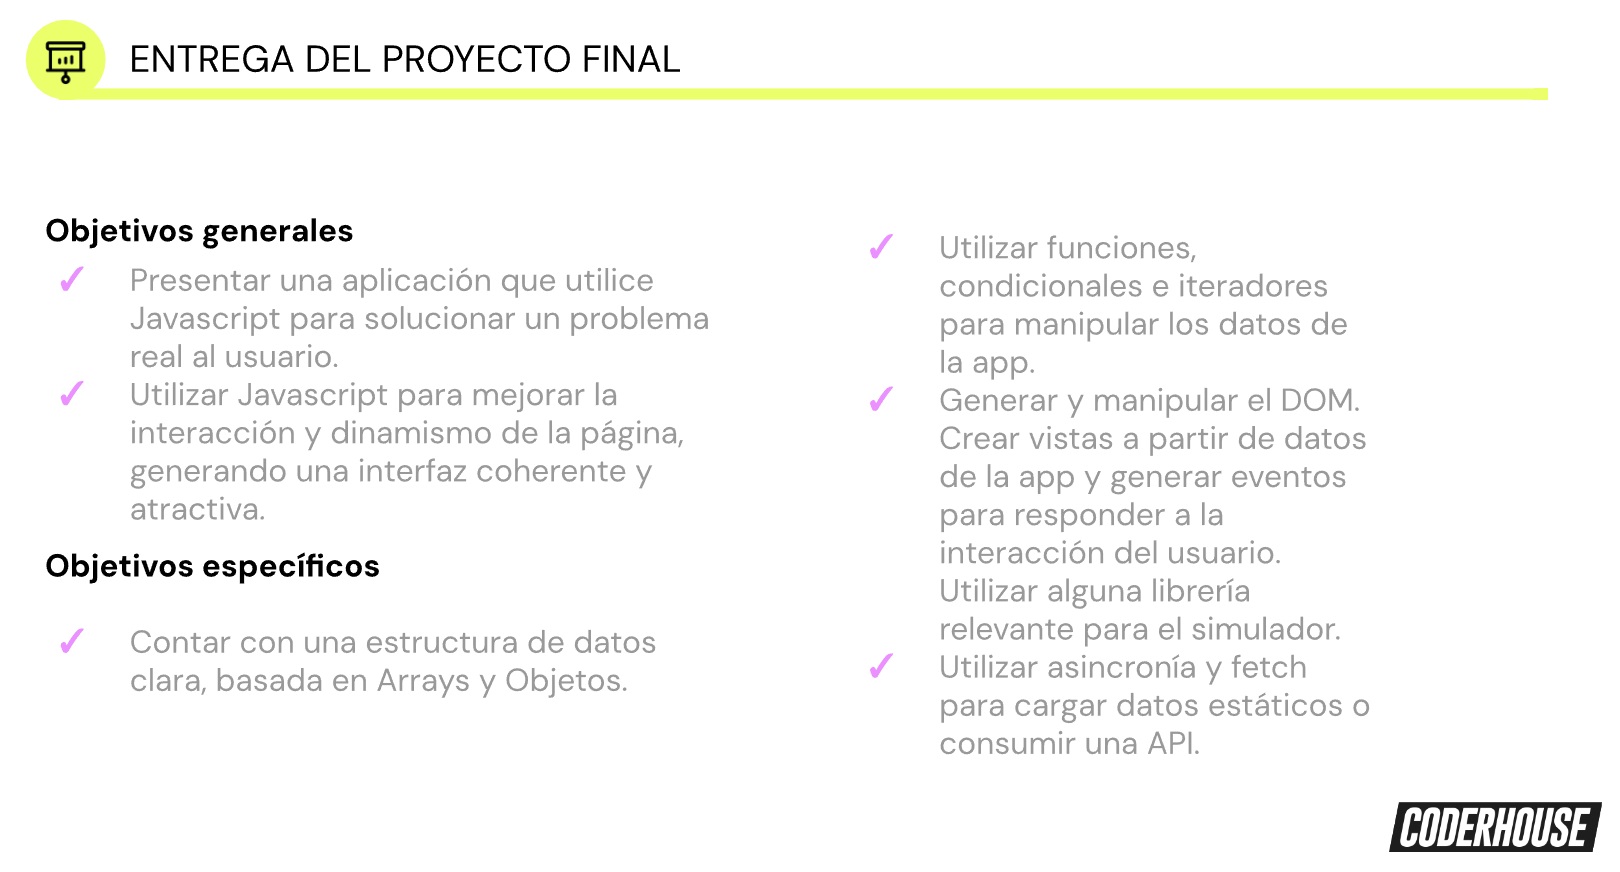 ENTREGA DEL PROYECTO FINAL
Objetivos generales
✓ Presentar una aplicación que utilice
Javascript para solucionar un problema
real al usuario.
✓ Utilizar Javascript para mejorar la
interacción y dinamismo de la página,
generando una interfaz coherente y
atractiva.
Objetivos específicos
✓ Contar con una estructura de datos
clara, basada en Arrays y Objetos.
✓ Utilizar funciones,
condicionales e iteradores
para manipular los datos de
la app.
✓ Generar y manipular el DOM.
Crear vistas a partir de datos
de la app y generar eventos
para responder a la
interacción del usuario.
Utilizar alguna librería
relevante para el simulador.
✓ Utilizar asincronía y fetch
para cargar datos estáticos o
consumir una API.
CODERHOUSE